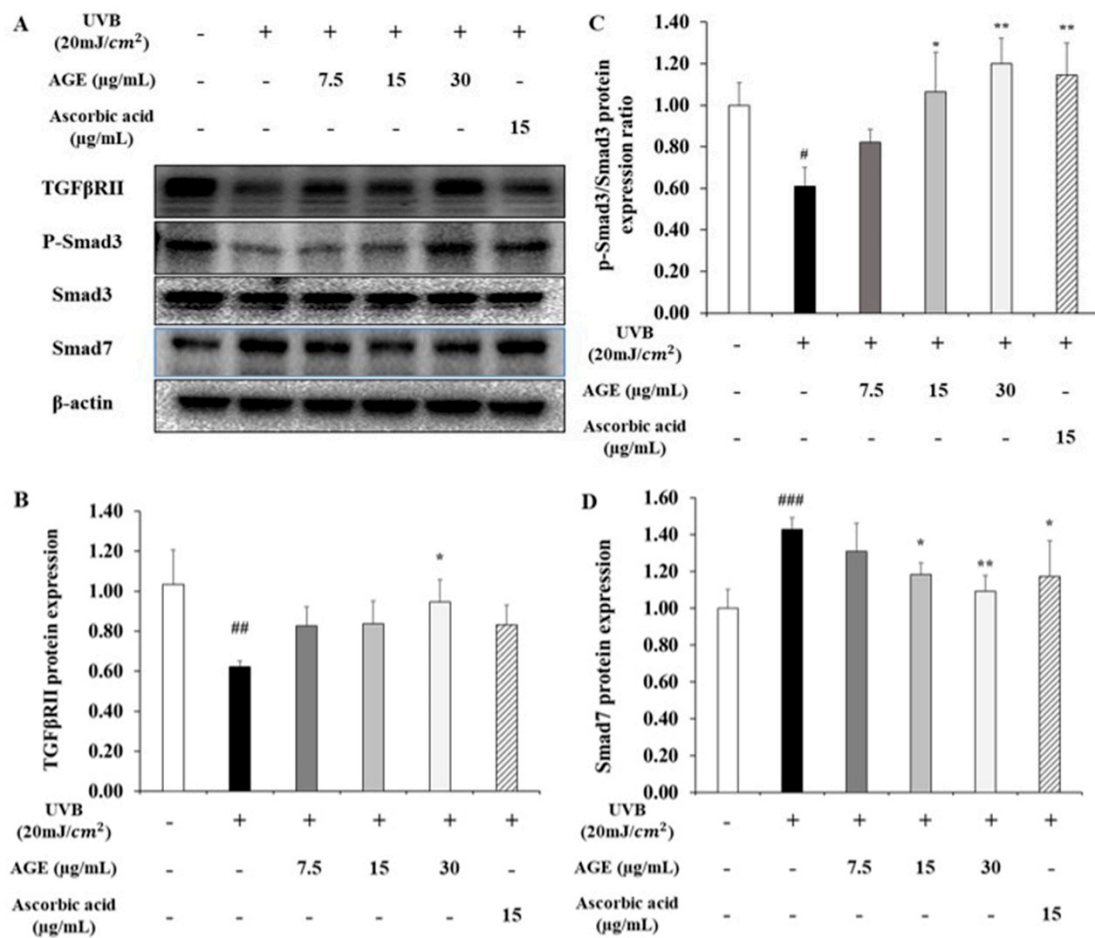 A
UVB
(20mJ/cm²)
- + + + + +
AGE (µg/mL)
- - 7.5 15 30 -
Ascorbic acid
(µg/mL)
- - - - - 15
TGFβRII
P-Smad3
Smad3
Smad7
β-actin
C
p-Smad3/Smad3 protein
expression ratio
1.40
1.20
1.00
0.80
0.60
0.40
0.20
0.00
#
*
**
**
UVB
(20mJ/cm²)
- + + + + +
AGE (µg/mL)
- - 7.5 15 30 -
Ascorbic acid
(µg/mL)
- - - - - 15
B
TGFβRII protein expression
1.40
1.20
1.00
0.80
0.60
0.40
0.20
0.00
##
*
UVB
(20mJ/cm²)
- + + + + +
AGE (µg/mL)
- - 7.5 15 30 -
Ascorbic acid
(µg/mL)
- - - - - 15
D
Smad7 protein expression
1.60
1.40
1.20
1.00
0.80
0.60
0.40
0.20
0.00
###
*
**
*
UVB
(20mJ/cm²)
- + + + + +
AGE (µg/mL)
- - 7.5 15 30 -
Ascorbic acid
(µg/mL)
- - - - - 15